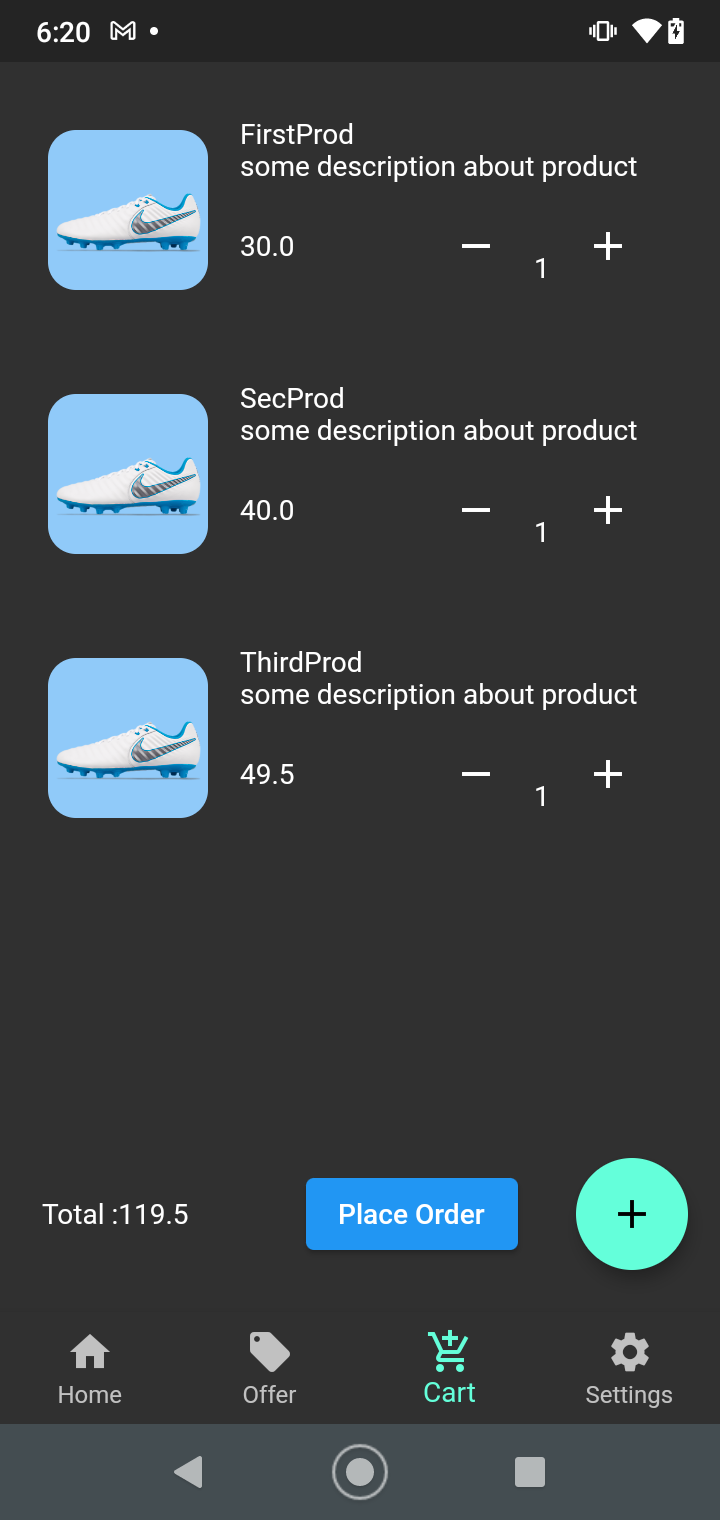 6:20
FirstProd
some description about product
30.0
1
SecProd
some description about product
40.0
1
ThirdProd
some description about product
49.5
1
Total :119.5
Place Order
Home
Offer
Cart
Settings